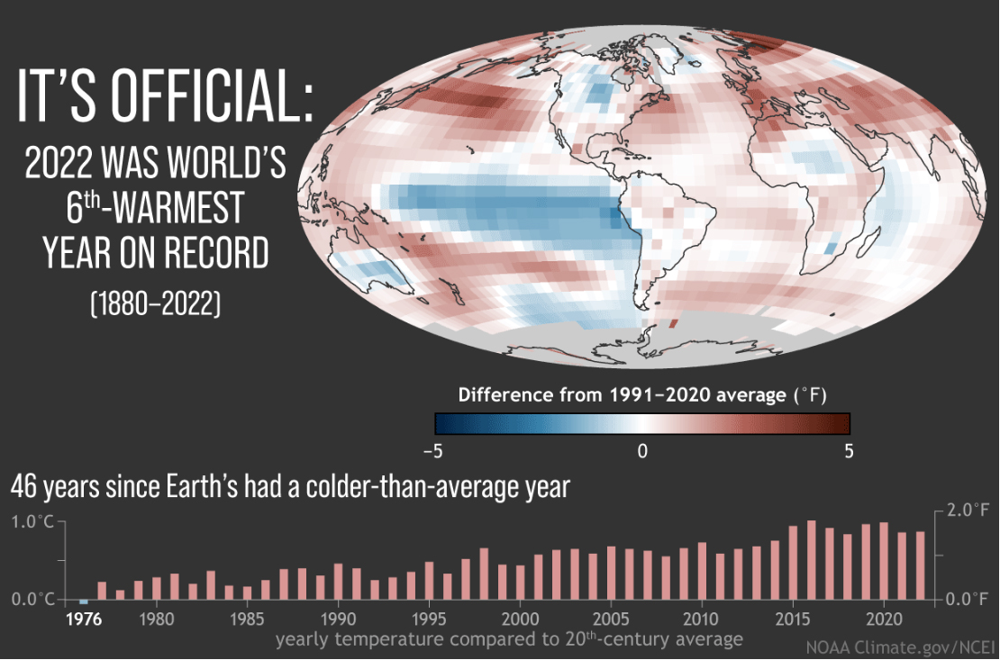 IT'S OFFICIAL:
2022 WAS WORLD'S
6th-WARMEST
YEAR ON RECORD
(1880–2022)
Difference from 1991–2020 average (°F)
−5 0 5
46 years since Earth's had a colder-than-average year
1.0°C 2.0°F
0.0°C 0.0°F
1976 1980 1985 1990 1995 2000 2005 2010 2015 2020
yearly temperature compared to 20th-century average
NOAA Climate.gov/NCEI